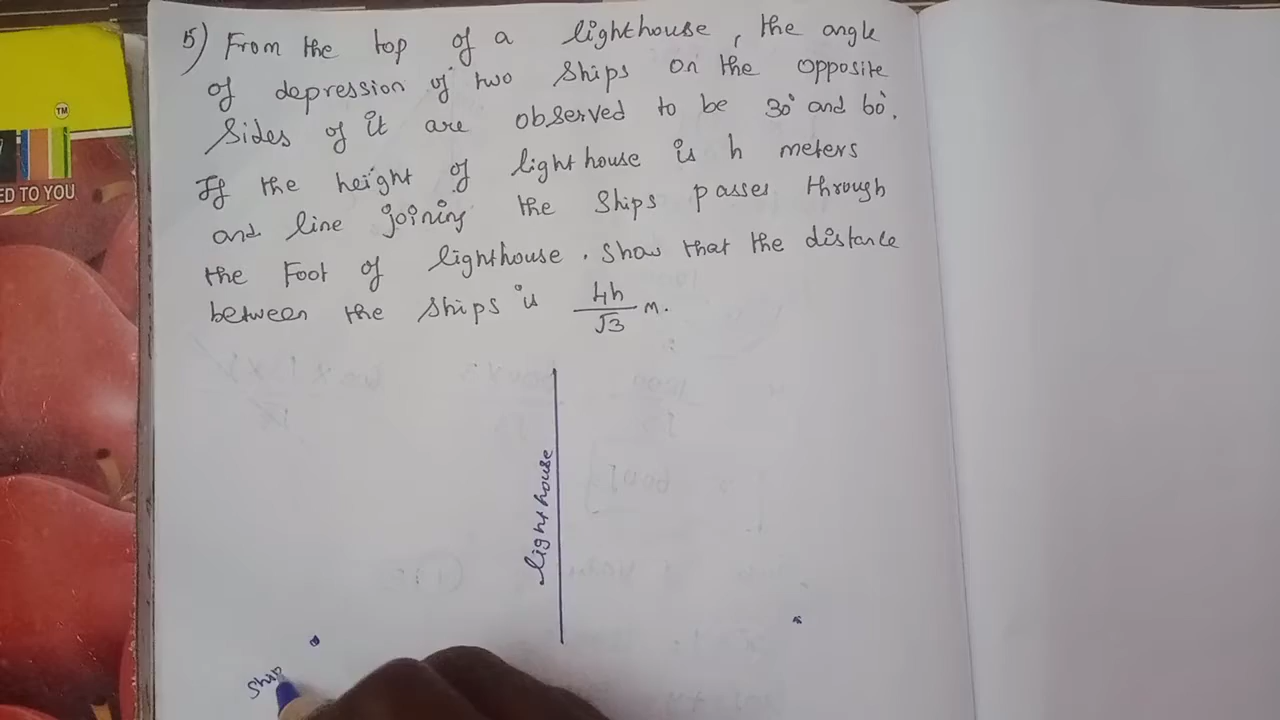 TM
ED TO YOU
5) From the top of a lighthouse, the angle
of depression of two ships on the opposite
sides of it are observed to be 30° and 60°.
If the height of light house is h meters
and line joining the ships passes through
the foot of lighthouse. show that the distance
between the ships is 4h/√3 m.
light house
ship